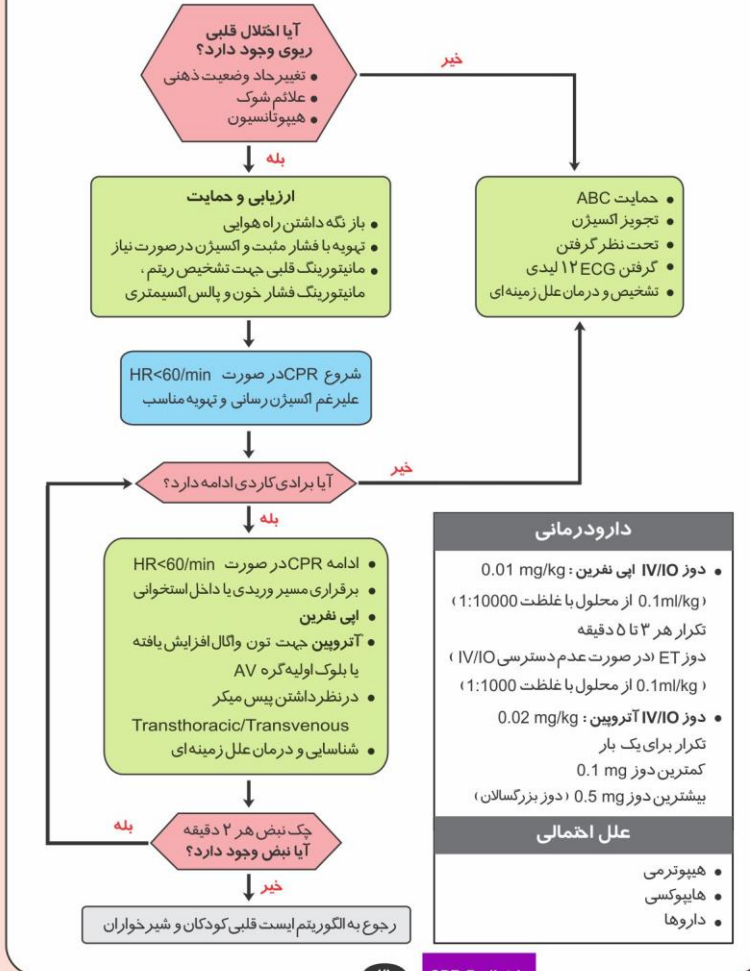 آیا اختلال قلبی
ریوی وجود دارد؟
• تغییر حاد وضعیت ذهنی
• علائم شوک
• هیپوتانسیون
خیر
بله
ارزیابی و حمایت
• باز نگه داشتن راه هوایی
• تهویه با فشار مثبت و اکسیژن درصورت نیاز
• مانیتورینگ قلبی جهت تشخیص ریتم ،
مانیتورینگ فشار خون و پالس اکسیمتری
• حمایت ABC
• تجویز اکسیژن
• تحت نظر گرفتن
• گرفتن ECG ۱۲ لیدی
• تشخیص و درمان علل زمینه ای
شروع CPR در صورت HR<60/min
علیرغم اکسیژن رسانی و تهویه مناسب
آیا برادی کاردی ادامه دارد؟
خیر
بله
• ادامه CPR در صورت HR<60/min
• برقراری مسیر وریدی یا داخل استخوانی
• اپی نفرین
• آتروپین جهت تون واگال افزایش یافته
یا بلوک اولیه گره AV
• در نظر داشتن پیس میکر
Transthoracic/Transvenous
• شناسایی و درمان علل زمینه ای
چک نبض هر ۲ دقیقه
آیا نبض وجود دارد؟
بله
خیر
رجوع به الگوریتم ایست قلبی کودکان و شیرخواران
دارودرمانی
• دوز IV/IO اپی نفرین : 0.01 mg/kg
(0.1ml/kg از محلول با غلظت 1:10000)
تکرار هر ۳ تا ۵ دقیقه
دوز ET (در صورت عدم دسترسی IV/IO)
(0.1ml/kg از محلول با غلظت 1:1000)
• دوز IV/IO آتروپین : 0.02 mg/kg
تکرار برای یک بار
کمترین دوز 0.1 mg
بیشترین دوز 0.5 mg (دوز بزرگسالان)
علل احتمالی
• هیپوترمی
• هایپوکسی
• داروها